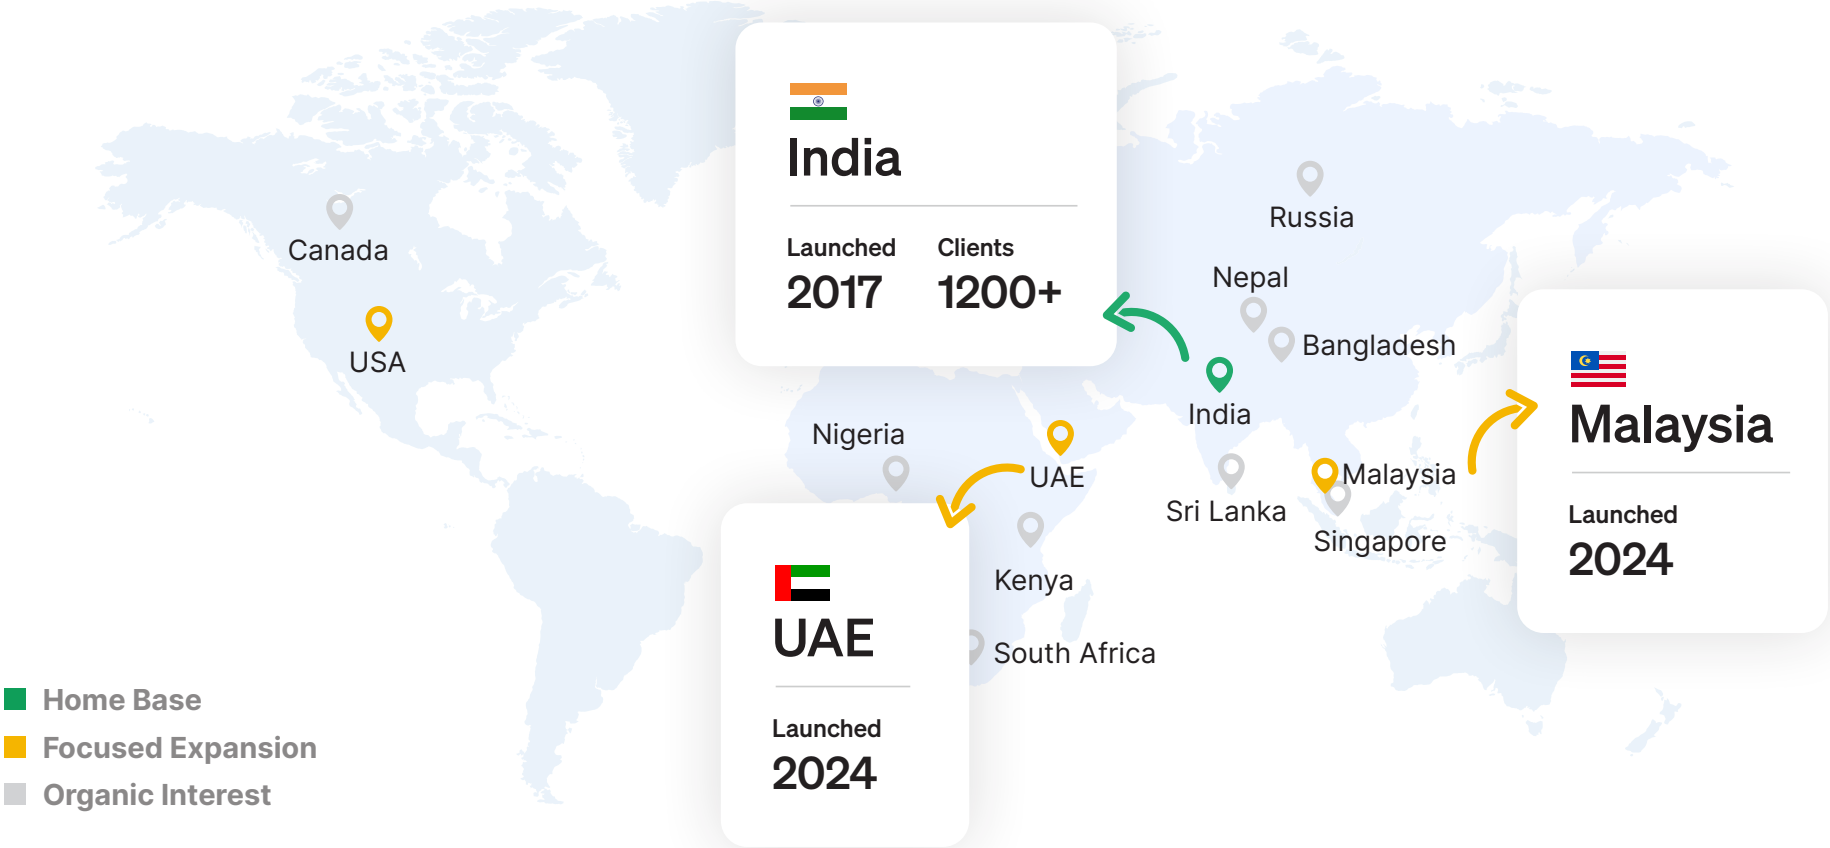 India
Launched
2017
Clients
1200+
Canada
USA
Russia
Nepal
Bangladesh
India
Nigeria
UAE
Malaysia
Sri Lanka
Singapore
Kenya
South Africa
Malaysia
Launched
2024
UAE
Launched
2024
Home Base
Focused Expansion
Organic Interest